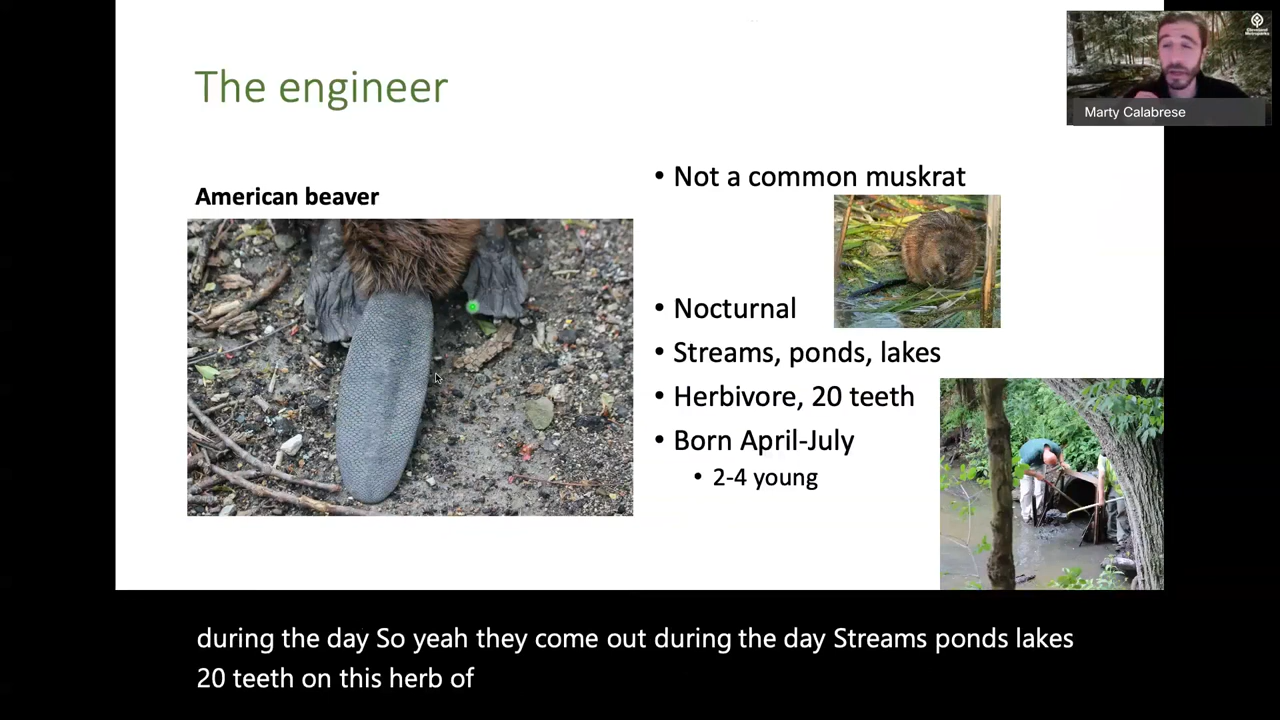 The engineer
American beaver
• Not a common muskrat
• Nocturnal
• Streams, ponds, lakes
• Herbivore, 20 teeth
• Born April-July
• 2-4 young
Marty Calabrese
Cleveland
Metroparks
during the day So yeah they come out during the day Streams ponds lakes
20 teeth on this herb of